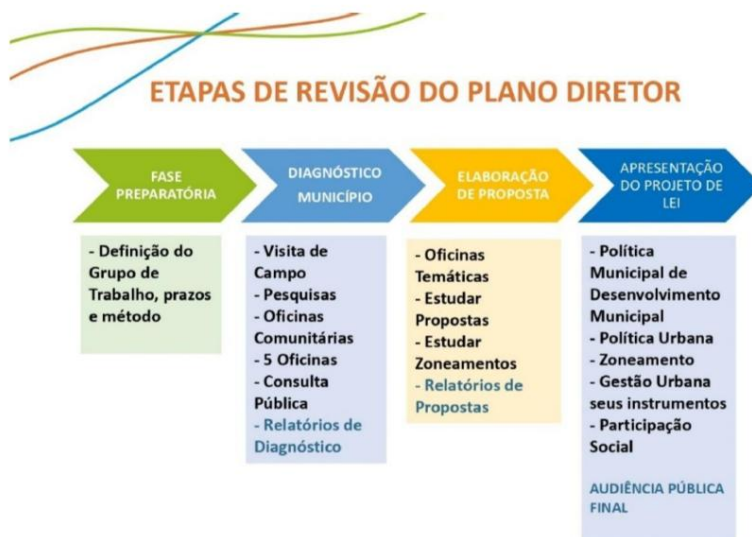 ETAPAS DE REVISÃO DO PLANO DIRETOR
FASE
PREPARATÓRIA
- Definição do
Grupo de
Trabalho, prazos
e método
DIAGNÓSTICO
MUNICÍPIO
- Visita de
Campo
- Pesquisas
- Oficinas
Comunitárias
- 5 Oficinas
- Consulta
Pública
- Relatórios de
Diagnóstico
ELABORAÇÃO
DE PROPOSTA
- Oficinas
Temáticas
- Estudar
Propostas
- Estudar
Zoneamentos
- Relatórios de
Propostas
APRESENTAÇÃO
DO PROJETO DE
LEI
- Política
Municipal de
Desenvolvimento
Municipal
- Política Urbana
- Zoneamento
- Gestão Urbana
seus instrumentos
- Participação
Social
AUDIÊNCIA PÚBLICA
FINAL